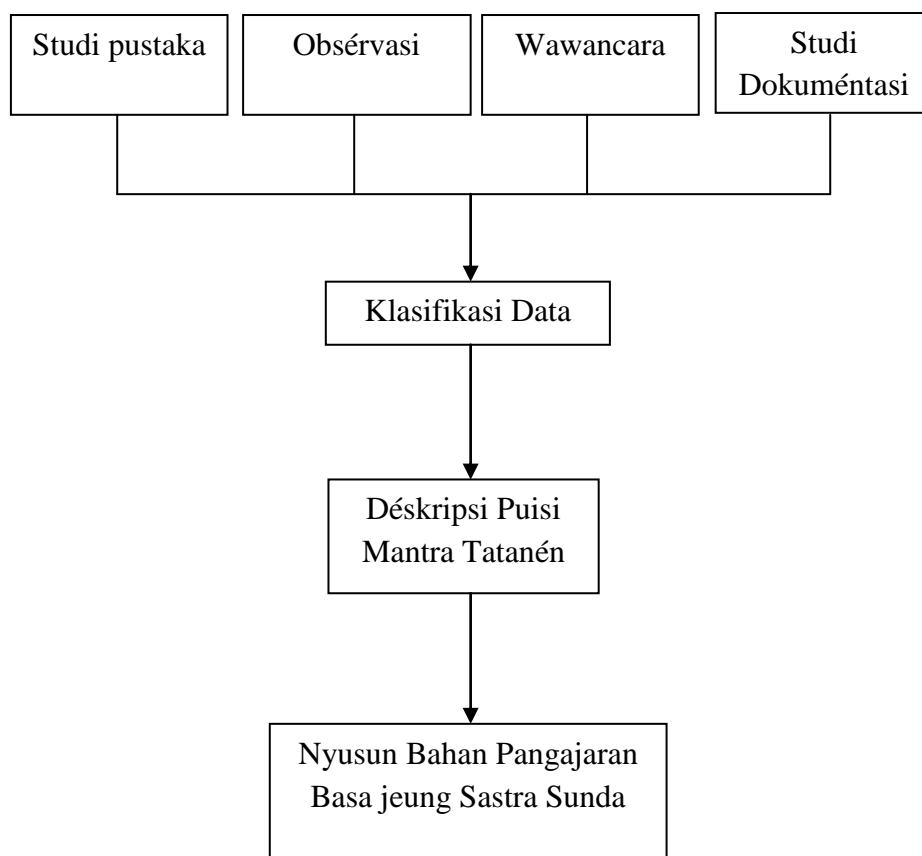 Studi pustaka
Obsérvasi
Wawancara
Studi
Dokuméntasi
Klasifikasi Data
Déskripsi Puisi
Mantra Tatanén
Nyusun Bahan Pangajaran
Basa jeung Sastra Sunda